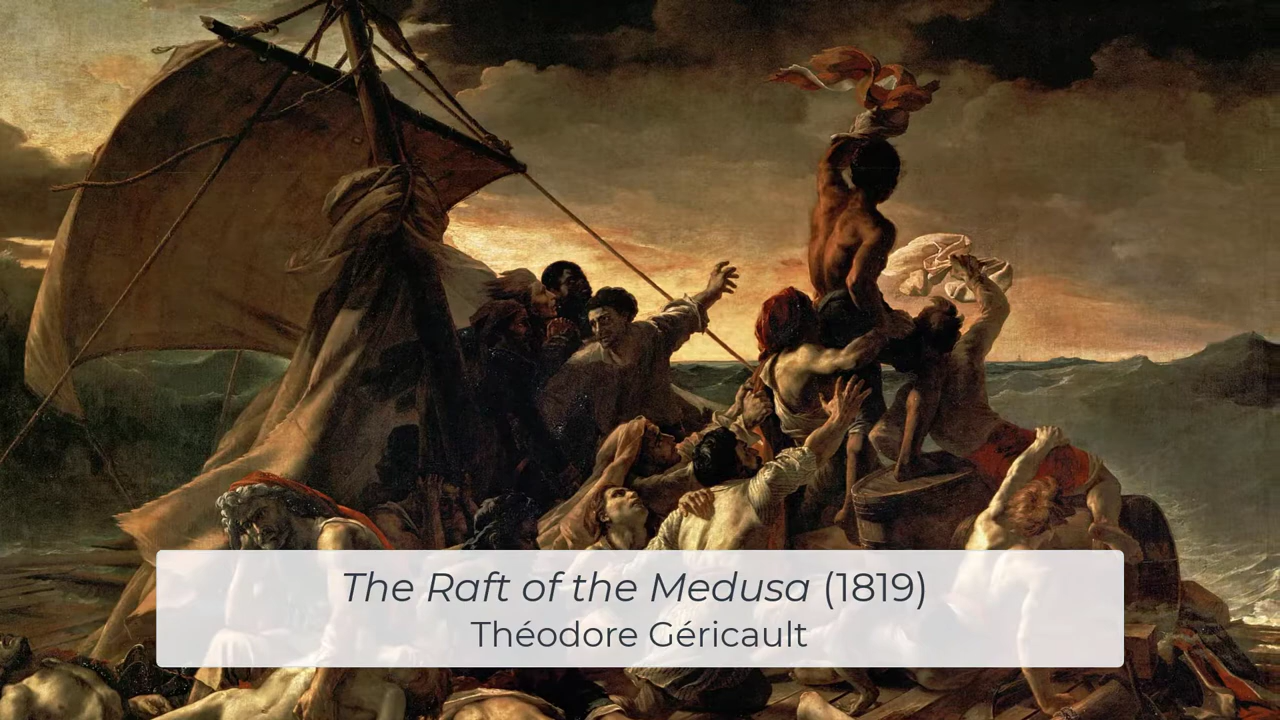 The Raft of the Medusa (1819)
Théodore Géricault